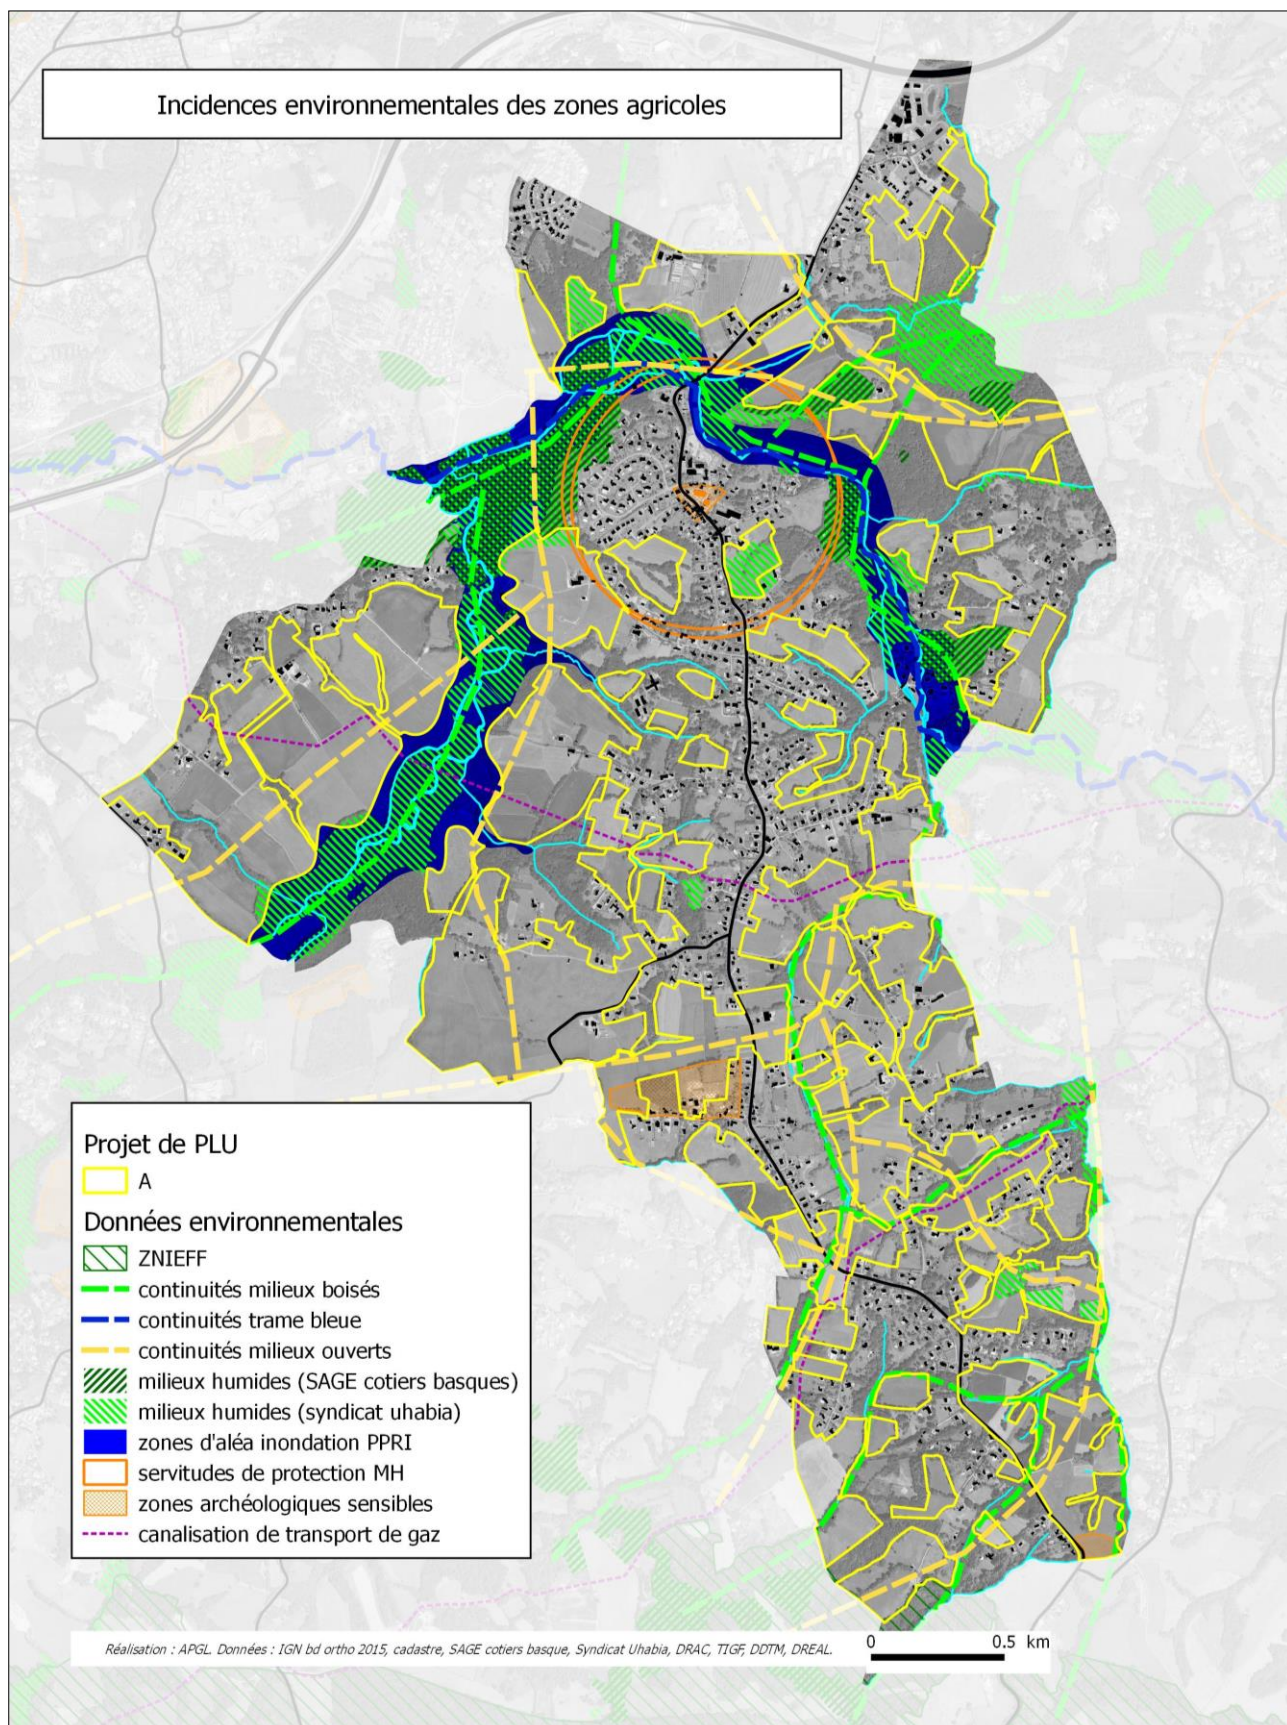 Incidences environnementales des zones agricoles
Projet de PLU
A
Données environnementales
ZNIEFF
continuités milieux boisés
continuités trame bleue
continuités milieux ouverts
milieux humides (SAGE cotiers basques)
milieux humides (syndicat uhabia)
zones d'aléa inondation PPRI
servitudes de protection MH
zones archéologiques sensibles
canalisation de transport de gaz
Réalisation : APGL. Données : IGN bd ortho 2015, cadastre, SAGE cotiers basque, Syndicat Uhabia, DRAC, TIGF, DDTM, DREAL.
0 0.5 km